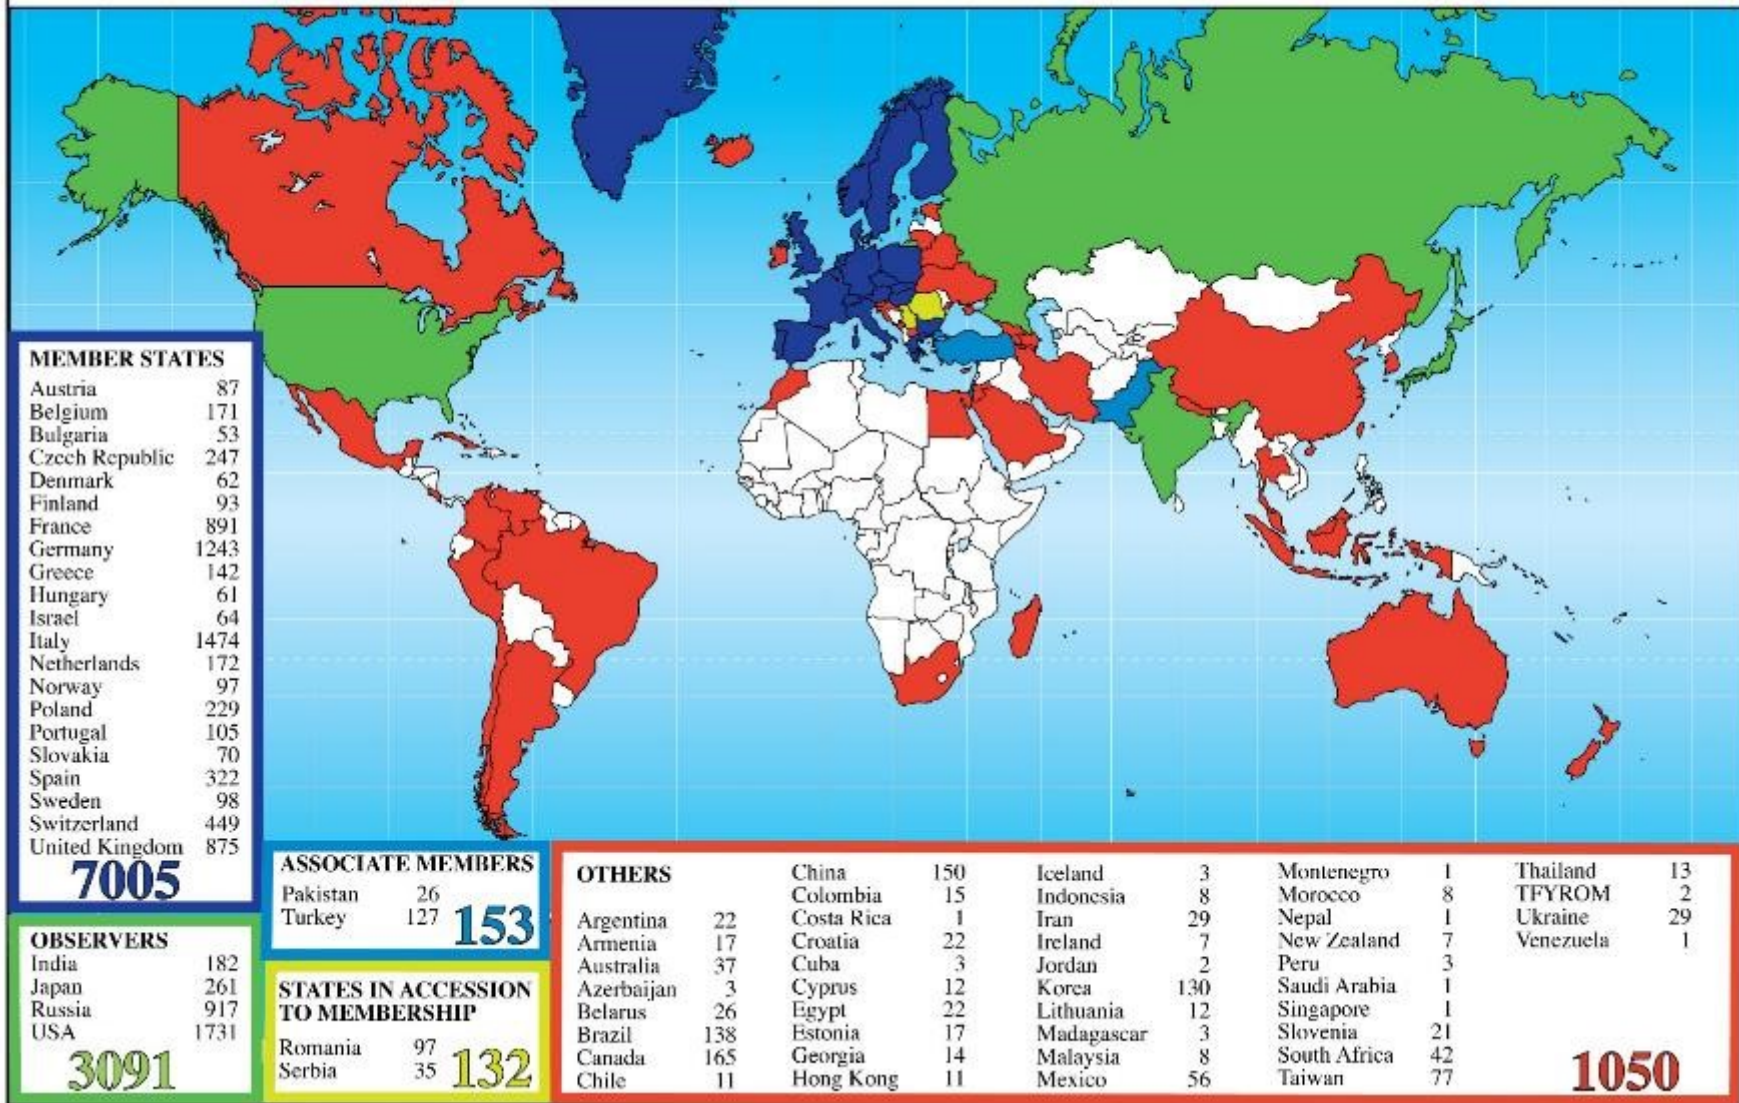 MEMBER STATES
Austria 87
Belgium 171
Bulgaria 53
Czech Republic 247
Denmark 62
Finland 93
France 891
Germany 1243
Greece 142
Hungary 61
Israel 64
Italy 1474
Netherlands 172
Norway 97
Poland 229
Portugal 105
Slovakia 70
Spain 322
Sweden 98
Switzerland 449
United Kingdom 875
7005
OBSERVERS
India 182
Japan 261
Russia 917
USA 1731
3091
ASSOCIATE MEMBERS
Pakistan 26
Turkey 127
153
STATES IN ACCESSION
TO MEMBERSHIP
Romania 97
Serbia 35
132
OTHERS
Argentina 22
Armenia 17
Australia 37
Azerbaijan 3
Belarus 26
Brazil 138
Canada 165
Chile 11
China 150
Colombia 15
Costa Rica 1
Croatia 22
Cuba 3
Cyprus 12
Egypt 22
Estonia 17
Georgia 14
Hong Kong 11
Iceland 3
Indonesia 8
Iran 29
Ireland 7
Jordan 2
Korea 130
Lithuania 12
Madagascar 3
Malaysia 8
Mexico 56
Montenegro 1
Morocco 8
Nepal 1
New Zealand 7
Peru 3
Saudi Arabia 1
Singapore 1
Slovenia 21
South Africa 42
Taiwan 77
Thailand 13
TFYROM 2
Ukraine 29
Venezuela 1
1050